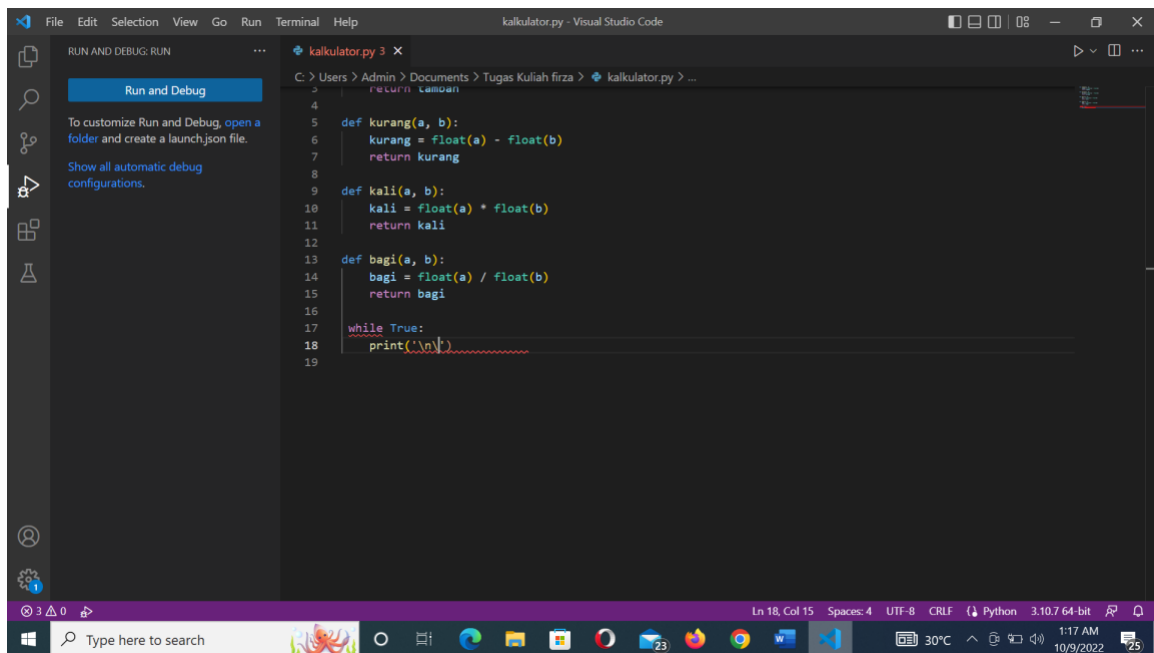 File Edit Selection View Go Run Terminal Help kalkulator.py - Visual Studio Code
RUN AND DEBUG: RUN ...
kalkulator.py 3
Run and Debug
To customize Run and Debug, open a
folder and create a launch.json file.
Show all automatic debug
configurations.
C: > Users > Admin > Documents > Tugas Kuliah firza > kalkulator.py > ...
3 return tambah
4
5 def kurang(a, b):
6 kurang = float(a) - float(b)
7 return kurang
8
9 def kali(a, b):
10 kali = float(a) * float(b)
11 return kali
12
13 def bagi(a, b):
14 bagi = float(a) / float(b)
15 return bagi
16
17 while True:
18 print('\n\')
19
1
3 0 Ln 18, Col 15 Spaces: 4 UTF-8 CRLF Python 3.10.7 64-bit
Type here to search 23 30°C 1:17 AM
10/9/2022 25